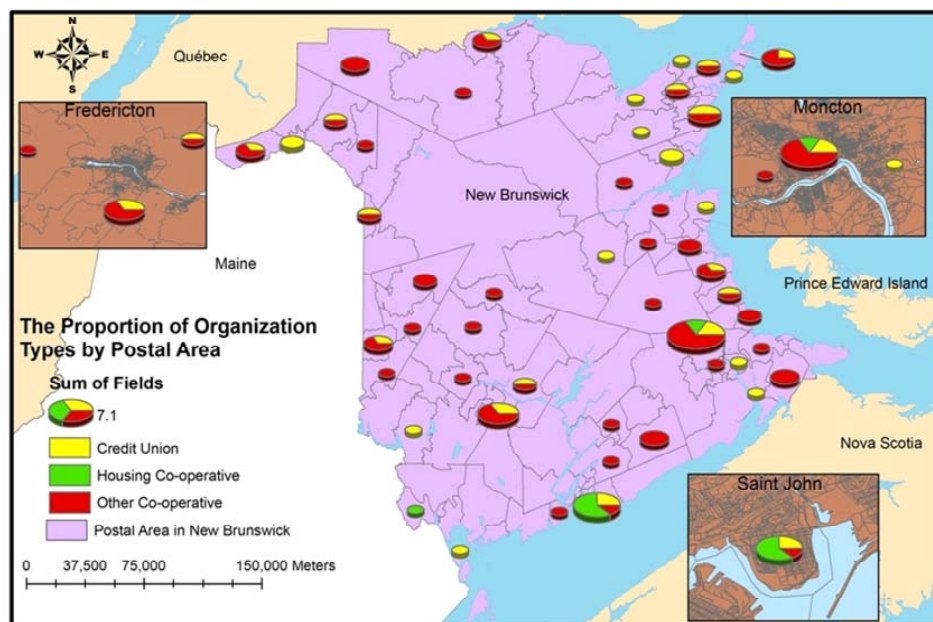 N
W E
S
Québec
Fredericton
Moncton
New Brunswick
Maine
Prince Edward Island
The Proportion of Organization
Types by Postal Area
Sum of Fields
7.1
Credit Union
Housing Co-operative
Other Co-operative
Postal Area in New Brunswick
Nova Scotia
Saint John
0 37,500 75,000 150,000 Meters